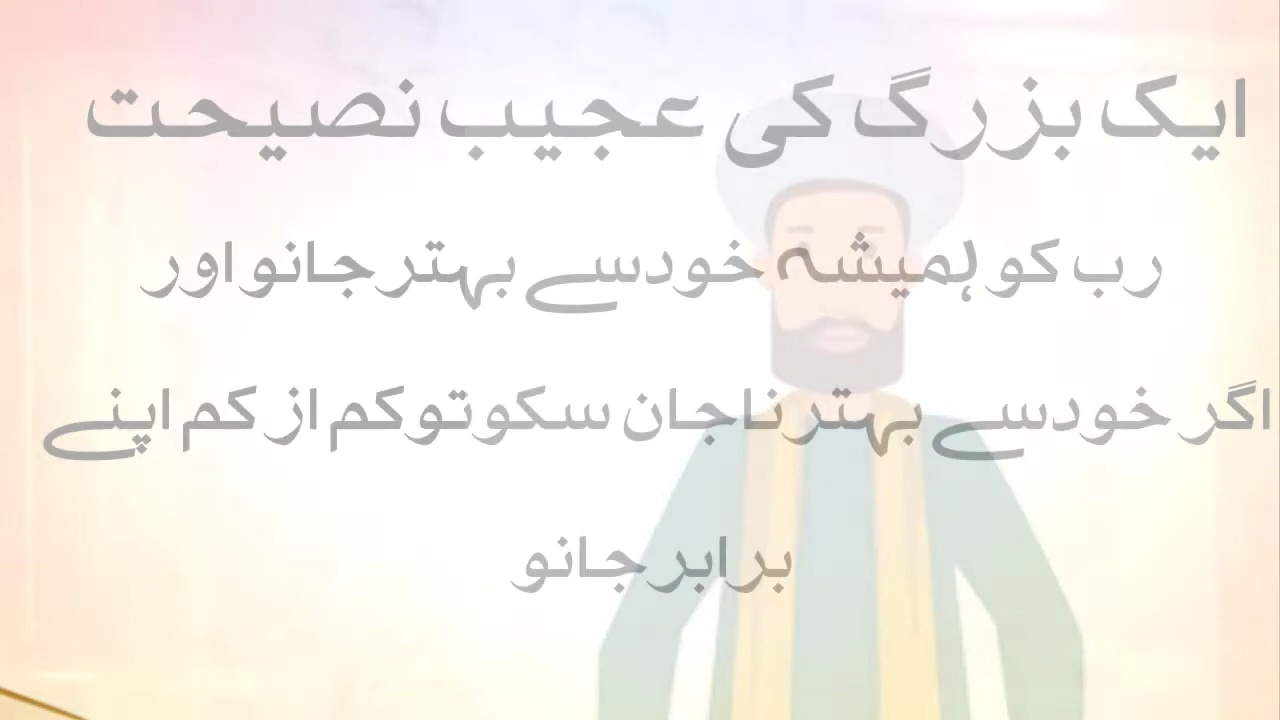 ایک بزرگ کی عجیب نصیحت
رب کو ہمیشہ خود سے بہتر جانو اور
اگر خود سے بہتر نا جان سکو تو کم از کم اپنے
برابر جانو